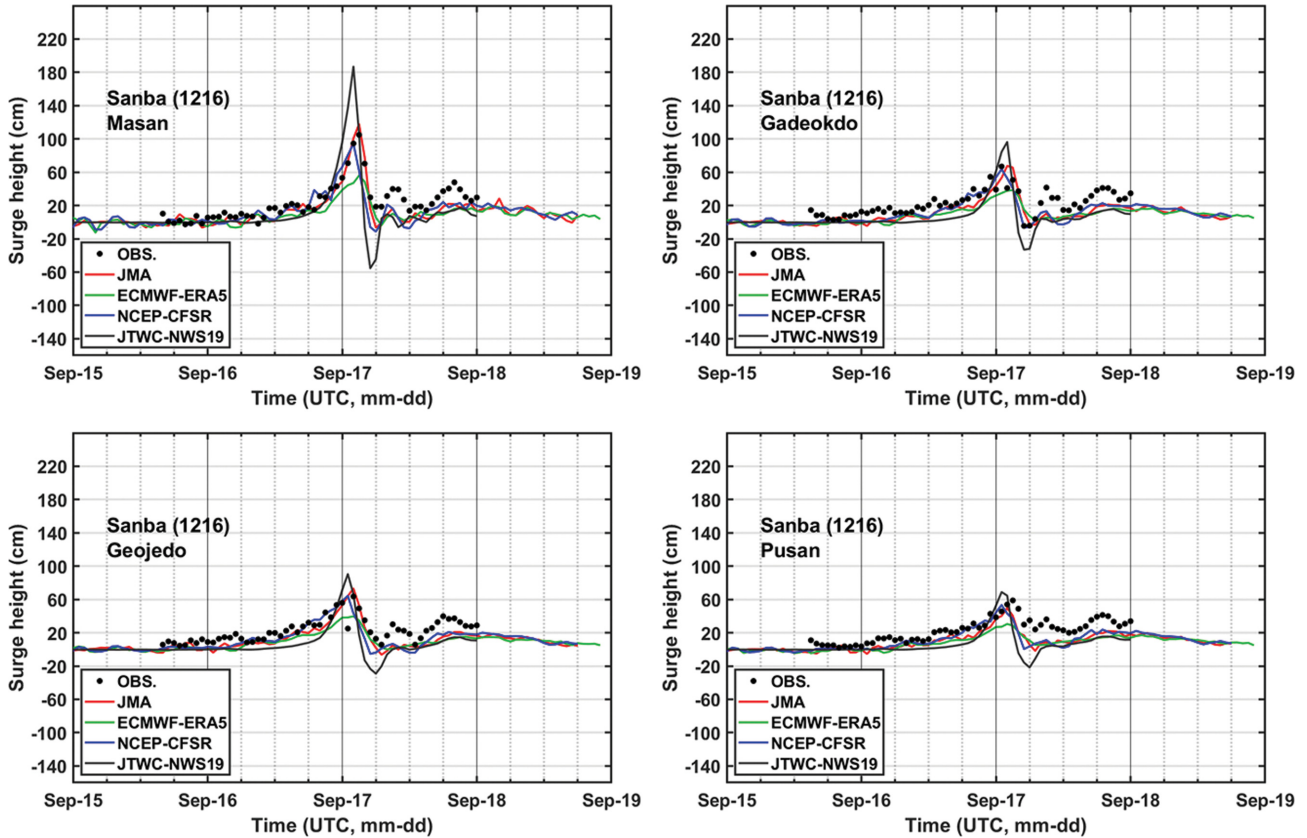 220
180
140
100
60
20
-20
-60
-100
-140
Surge height (cm)
Sanba (1216)
Masan
OBS.
JMA
ECMWF-ERA5
NCEP-CFSR
JTWC-NWS19
Sep-15 Sep-16 Sep-17 Sep-18 Sep-19
Time (UTC, mm-dd)
220
180
140
100
60
20
-20
-60
-100
-140
Surge height (cm)
Sanba (1216)
Gadeokdo
OBS.
JMA
ECMWF-ERA5
NCEP-CFSR
JTWC-NWS19
Sep-15 Sep-16 Sep-17 Sep-18 Sep-19
Time (UTC, mm-dd)
220
180
140
100
60
20
-20
-60
-100
-140
Surge height (cm)
Sanba (1216)
Geojedo
OBS.
JMA
ECMWF-ERA5
NCEP-CFSR
JTWC-NWS19
Sep-15 Sep-16 Sep-17 Sep-18 Sep-19
Time (UTC, mm-dd)
220
180
140
100
60
20
-20
-60
-100
-140
Surge height (cm)
Sanba (1216)
Pusan
OBS.
JMA
ECMWF-ERA5
NCEP-CFSR
JTWC-NWS19
Sep-15 Sep-16 Sep-17 Sep-18 Sep-19
Time (UTC, mm-dd)